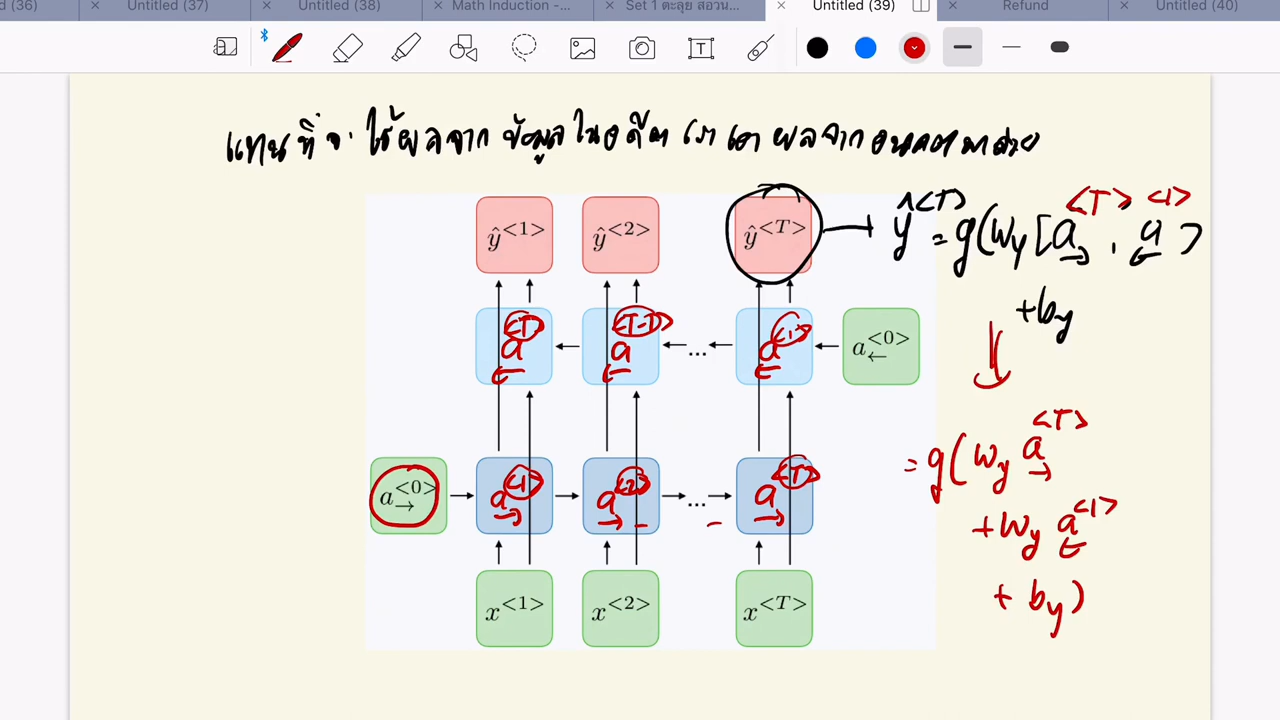 (36) × Untitled (37) × Untitled (38) × Math Induction -... × Set 1 ตะลุย สอวน... × Untitled (39) Refund × Untitled (40)
แทนที่จะ ใช้ผลจาก ข้อมูลในอดีต เรา เอา ผลจากอนาคตมาด้วย
ŷ<1> ŷ<2> ŷ<T> ŷ<T> = g(Wy[a→<T>, a←<1>]
+by
a←<T> a←<T-1> ... a←<1> a←<0>
= g(Wy a→<T>
a→<0> a→<1> a→<2> ... a→<T>
+ Wy a←<1>
+ by)
x<1> x<2> x<T>